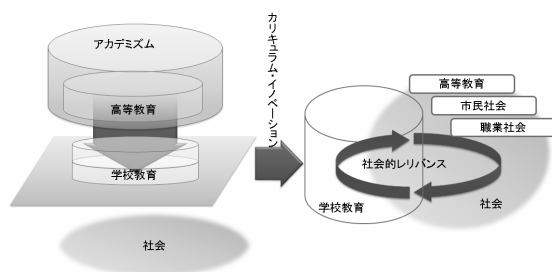 アカデミズム
高等教育
学校教育
社会
カリキュラム・イノベーション
高等教育
市民社会
職業社会
社会的レリバンス
学校教育
社会